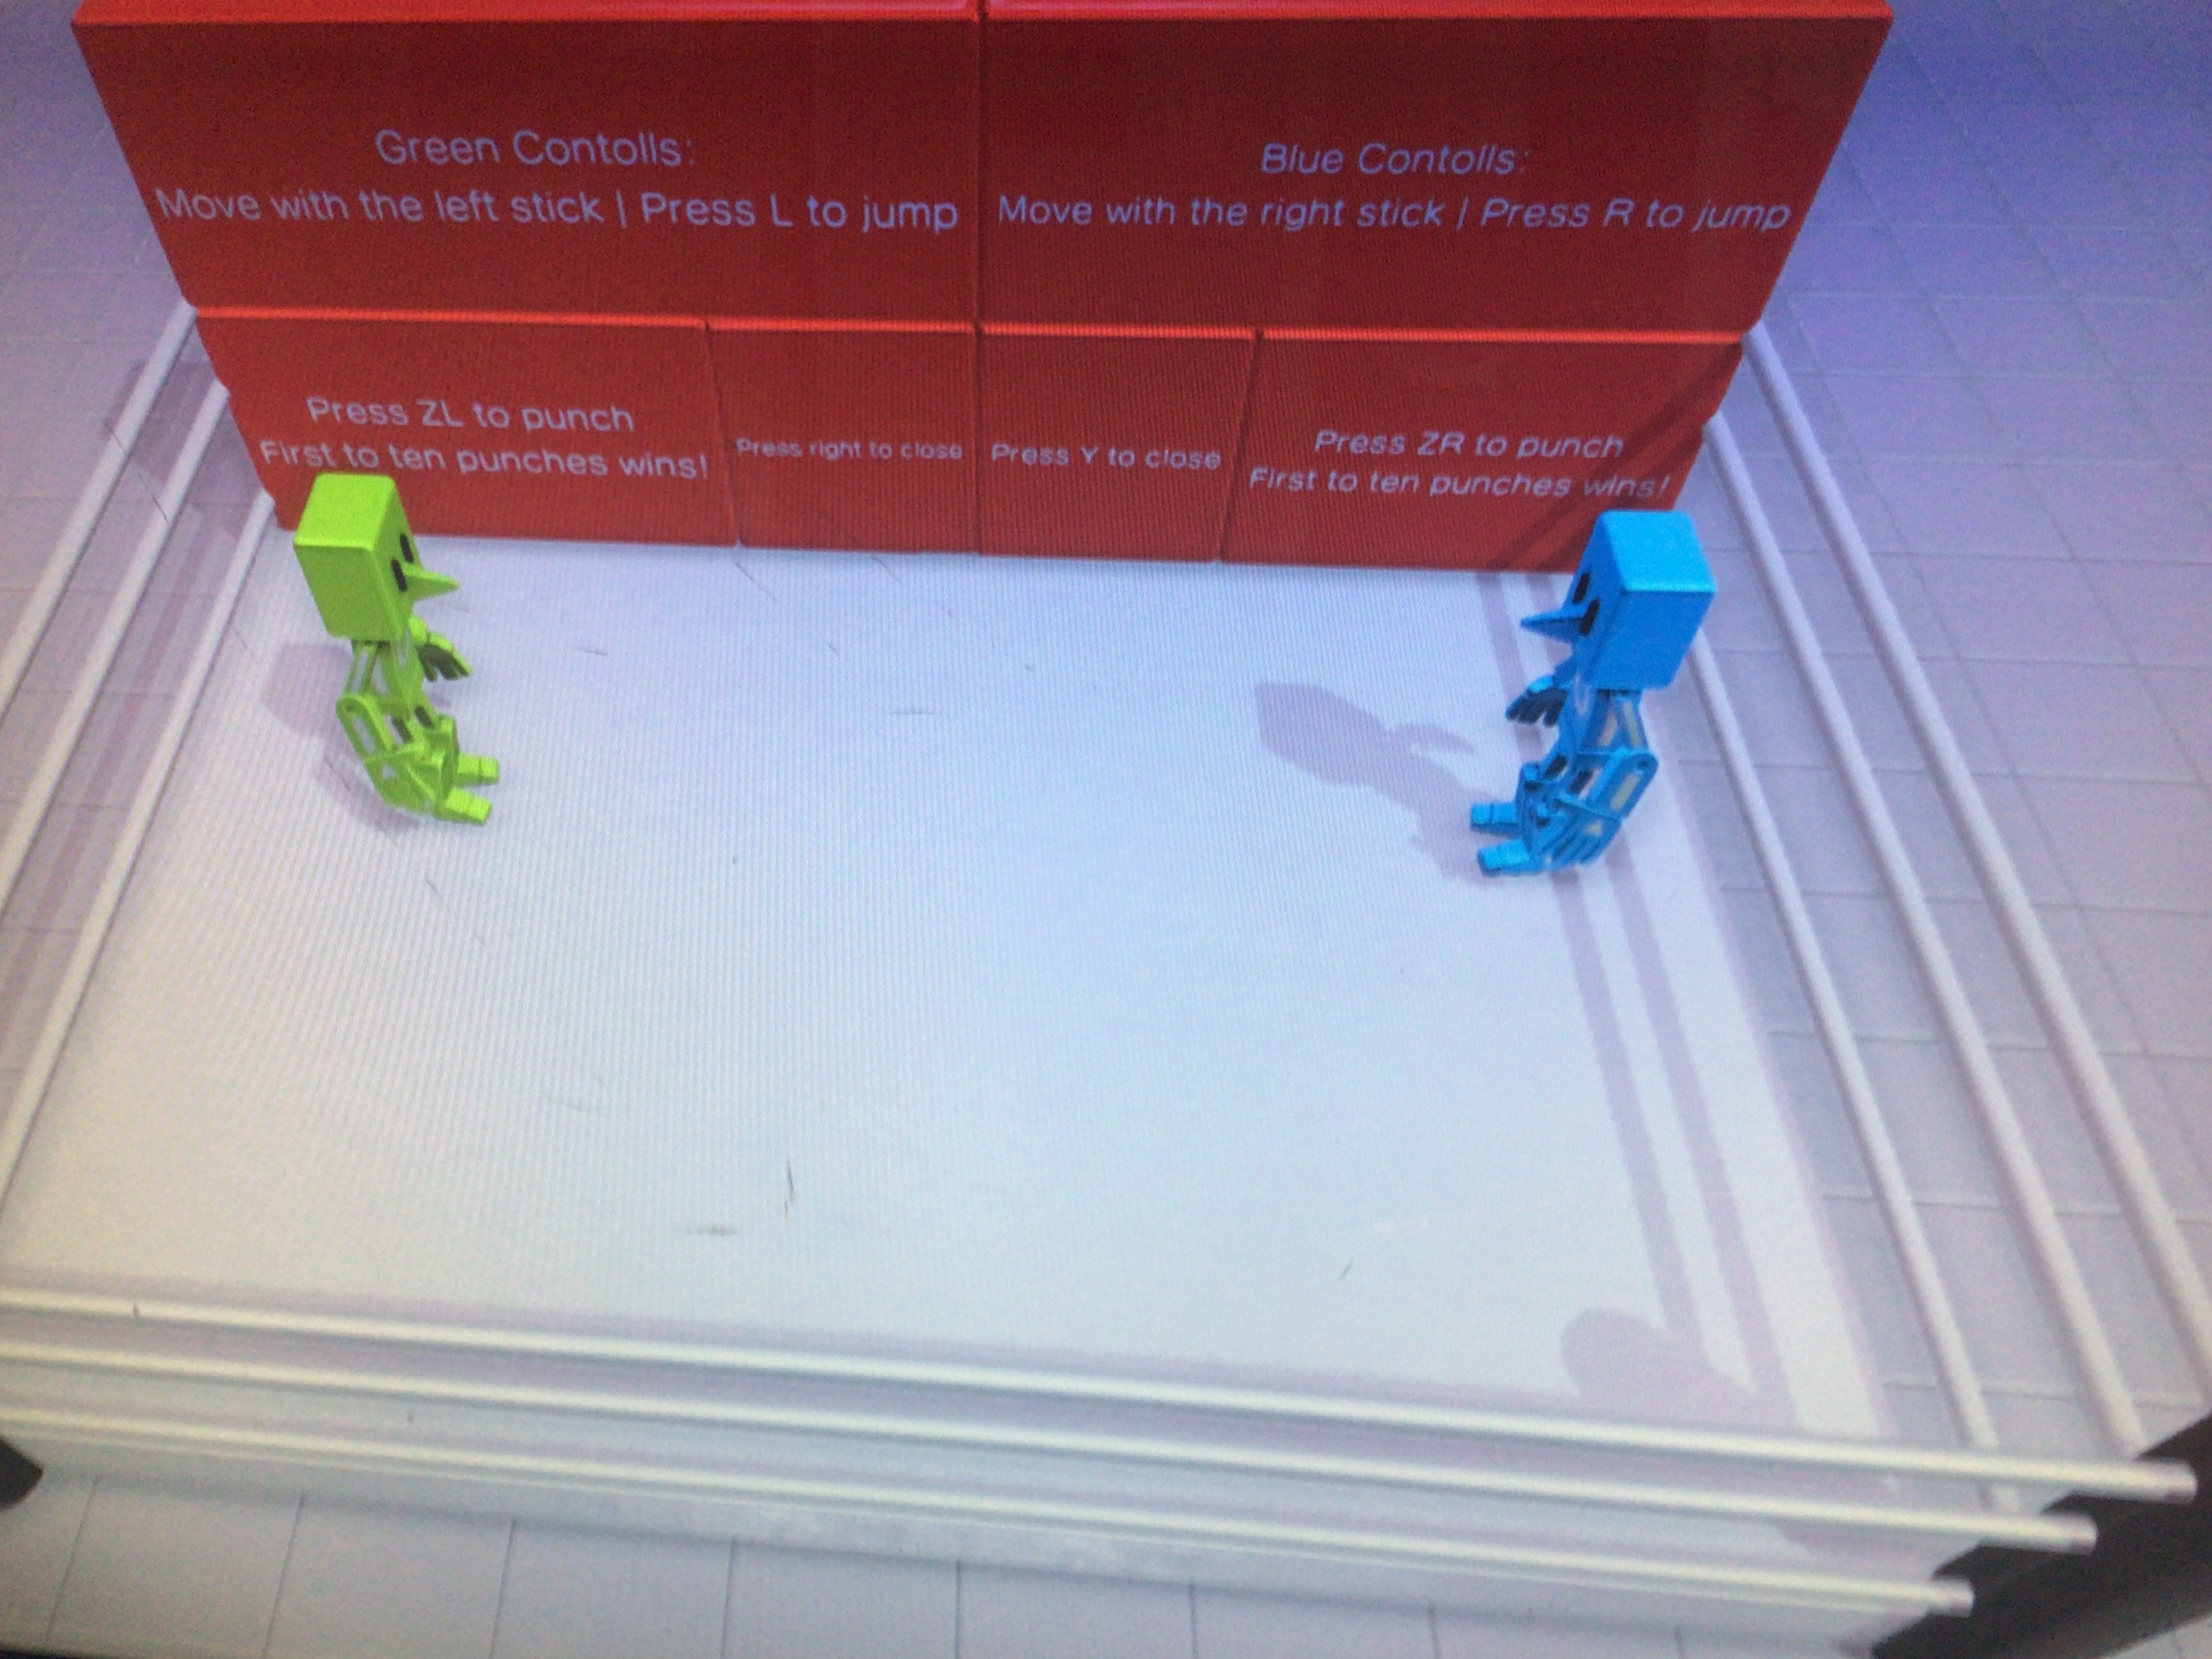 Green Contolls:
Move with the left stick | Press L to jump
Blue Contolls:
Move with the right stick | Press R to jump
Press ZL to punch
First to ten punches wins!
Press right to close
Press Y to close
Press ZR to punch
First to ten punches wins!